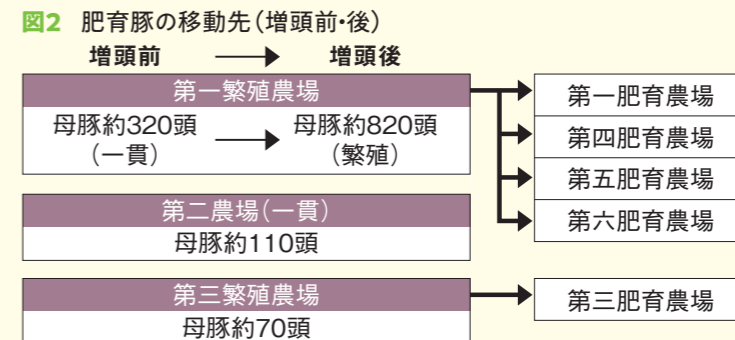 図2 肥育豚の移動先（増頭前・後）
増頭前 増頭後
第一繁殖農場
母豚約320頭 母豚約820頭
（一貫） （繁殖）
第一肥育農場
第四肥育農場
第五肥育農場
第六肥育農場
第二農場（一貫）
母豚約110頭
第三繁殖農場
母豚約70頭
第三肥育農場